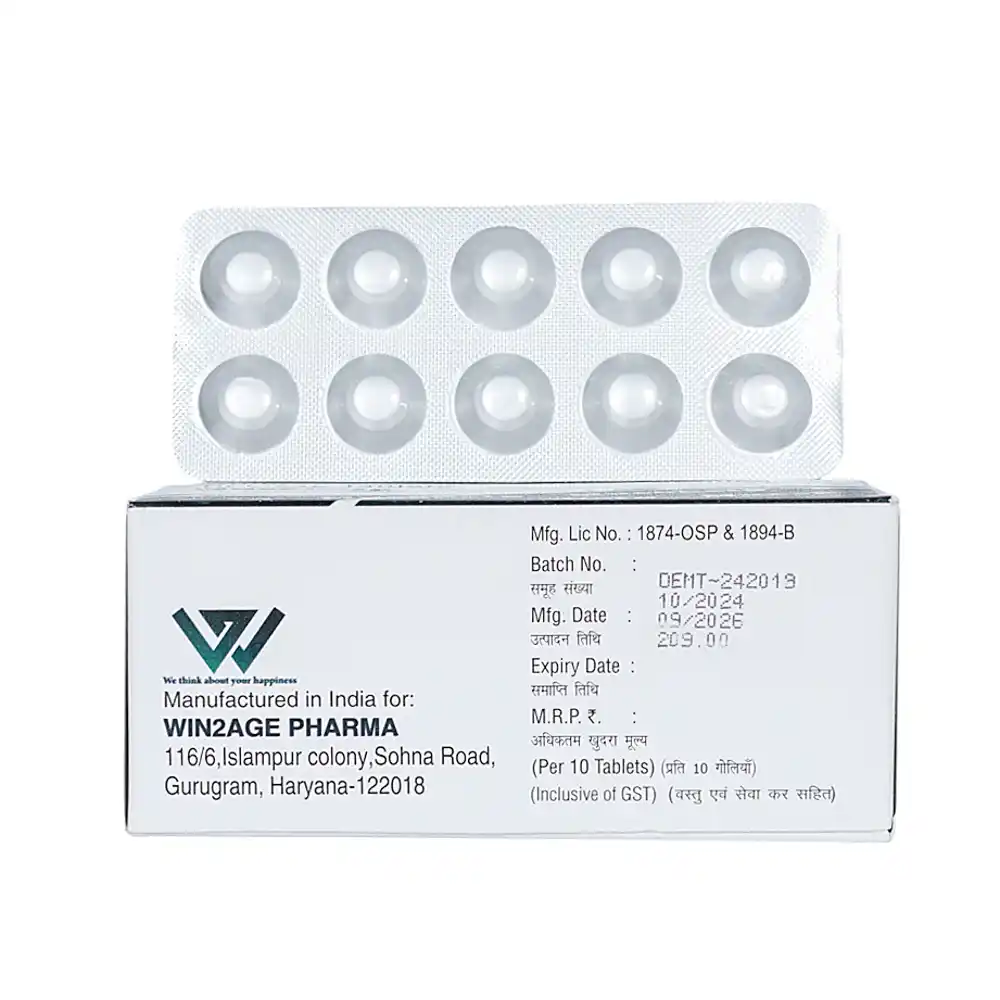 We think about your happiness
Manufactured in India for:
WIN2AGE PHARMA
116/6,Islampur colony,Sohna Road,
Gurugram, Haryana-122018
Mfg. Lic No. : 1874-OSP & 1894-B
Batch No. :
समूह संख्या
DEMT-242013
10/2024
Mfg. Date :
09/2026
उत्पादन तिथि
209.00
Expiry Date :
समाप्ति तिथि
M.R.P. ₹. :
अधिकतम खुदरा मूल्य
(Per 10 Tablets) (प्रति 10 गोलियाँ)
(Inclusive of GST) (वस्तु एवं सेवा कर सहित)